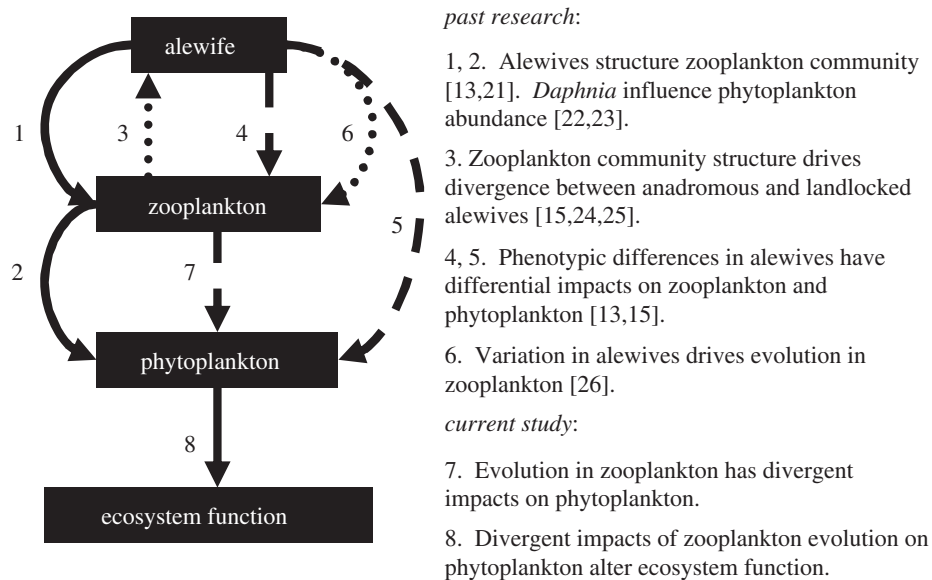 alewife
1
3
4
6
zooplankton
5
2
7
phytoplankton
8
ecosystem function
past research:
1, 2. Alewives structure zooplankton community
[13,21]. Daphnia influence phytoplankton
abundance [22,23].
3. Zooplankton community structure drives
divergence between anadromous and landlocked
alewives [15,24,25].
4, 5. Phenotypic differences in alewives have
differential impacts on zooplankton and
phytoplankton [13,15].
6. Variation in alewives drives evolution in
zooplankton [26].
current study:
7. Evolution in zooplankton has divergent
impacts on phytoplankton.
8. Divergent impacts of zooplankton evolution on
phytoplankton alter ecosystem function.